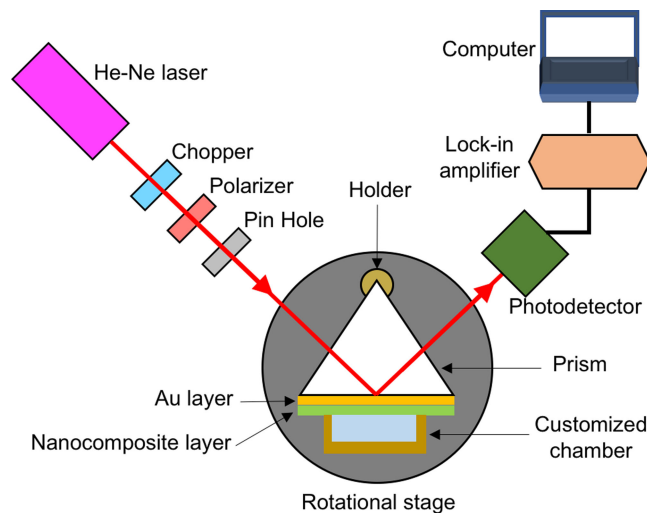 Computer
He-Ne laser
Chopper
Lock-in
amplifier
Polarizer
Holder
Pin Hole
Photodetector
Prism
Au layer
Nanocomposite layer
Customized
chamber
Rotational stage